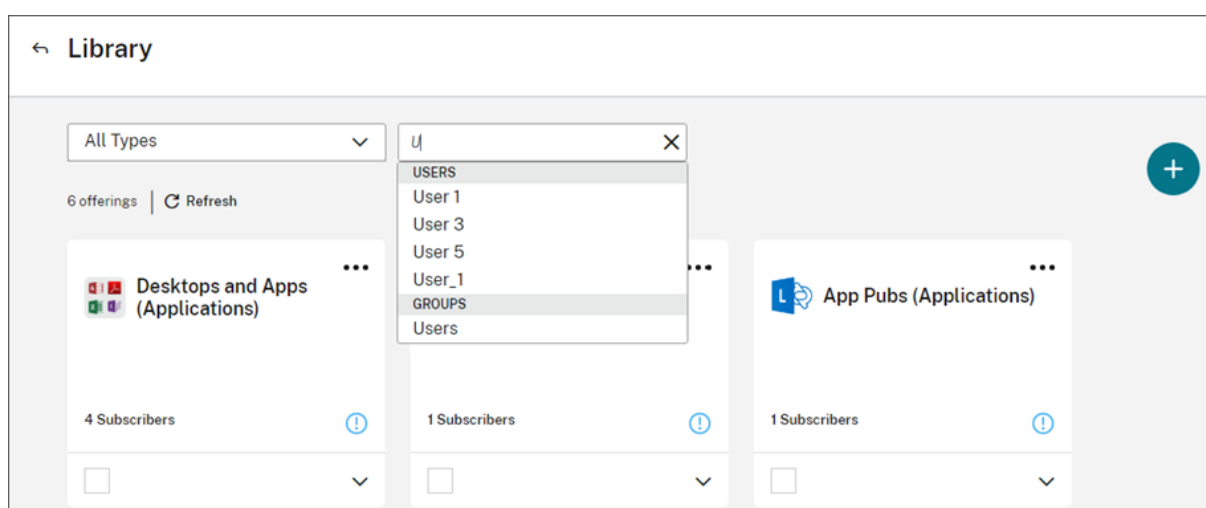 Library
All Types
U
USERS
User 1
User 3
User 5
User_1
GROUPS
Users
6 offerings
Refresh
Desktops and Apps
(Applications)
4 Subscribers
1 Subscribers
L
App Pubs (Applications)
1 Subscribers